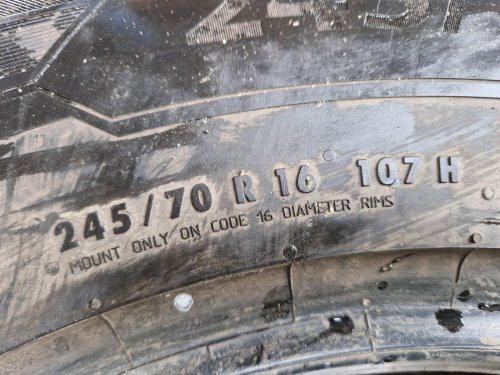 245/70 R 16 107 H
MOUNT ONLY ON CODE 16 DIAMETER RIMS